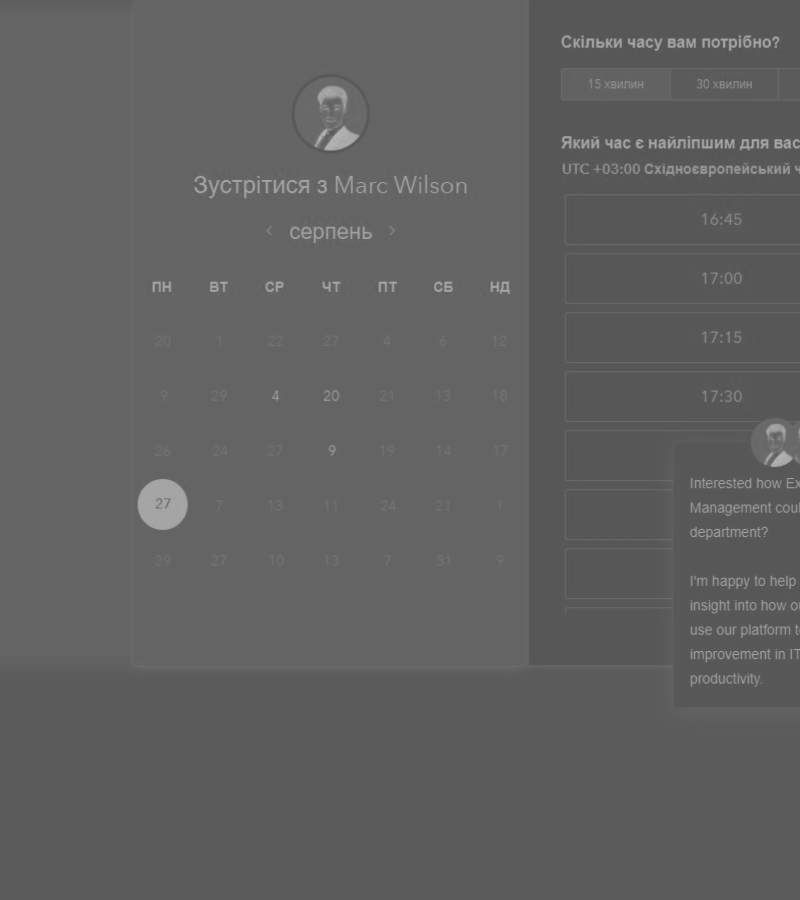 Зустрітися з Marc Wilson
‹ серпень ›
ПН ВТ СР ЧТ ПТ СБ НД
20 1 22 27 4 6 12
9 29 4 20 21 13 18
26 24 27 9 19 14 17
27 7 13 11 24 21 1
29 27 10 13 7 31 9
Скільки часу вам потрібно?
15 хвилин 30 хвилин
Який час є найліпшим для вас
UTC +03:00 Східноєвропейський ч
16:45
17:00
17:15
17:30
Interested how Ex
Management coul
department?
I'm happy to help
insight into how o
use our platform t
improvement in IT
productivity.